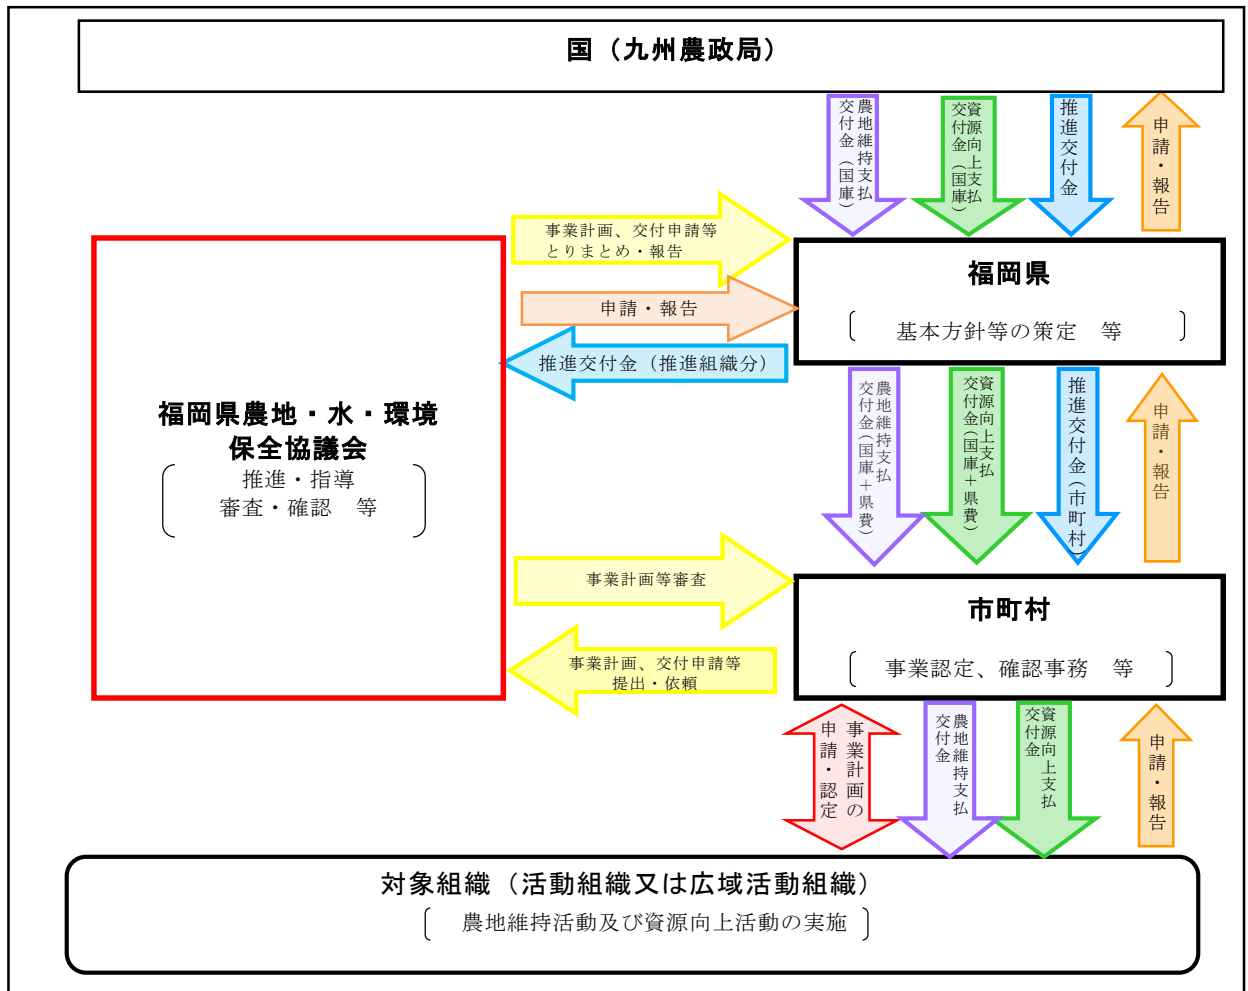 国（九州農政局）
農地維持支払
交付金（国庫）
資源向上支払
交付金（国庫）
推進交付金
申請・報告
事業計画、交付申請等
とりまとめ・報告
申請・報告
推進交付金（推進組織分）
福岡県
基本方針等の策定　等
福岡県農地・水・環境
保全協議会
推進・指導
審査・確認　等
農地維持支払
交付金（国庫＋県費）
資源向上支払
交付金（国庫＋県費）
推進交付金（市町村）
申請・報告
事業計画等審査
事業計画、交付申請等
提出・依頼
市町村
事業認定、確認事務　等
事業計画の
申請・認定
農地維持支払
交付金
資源向上支払
交付金
申請・報告
対象組織（活動組織又は広域活動組織）
農地維持活動及び資源向上活動の実施